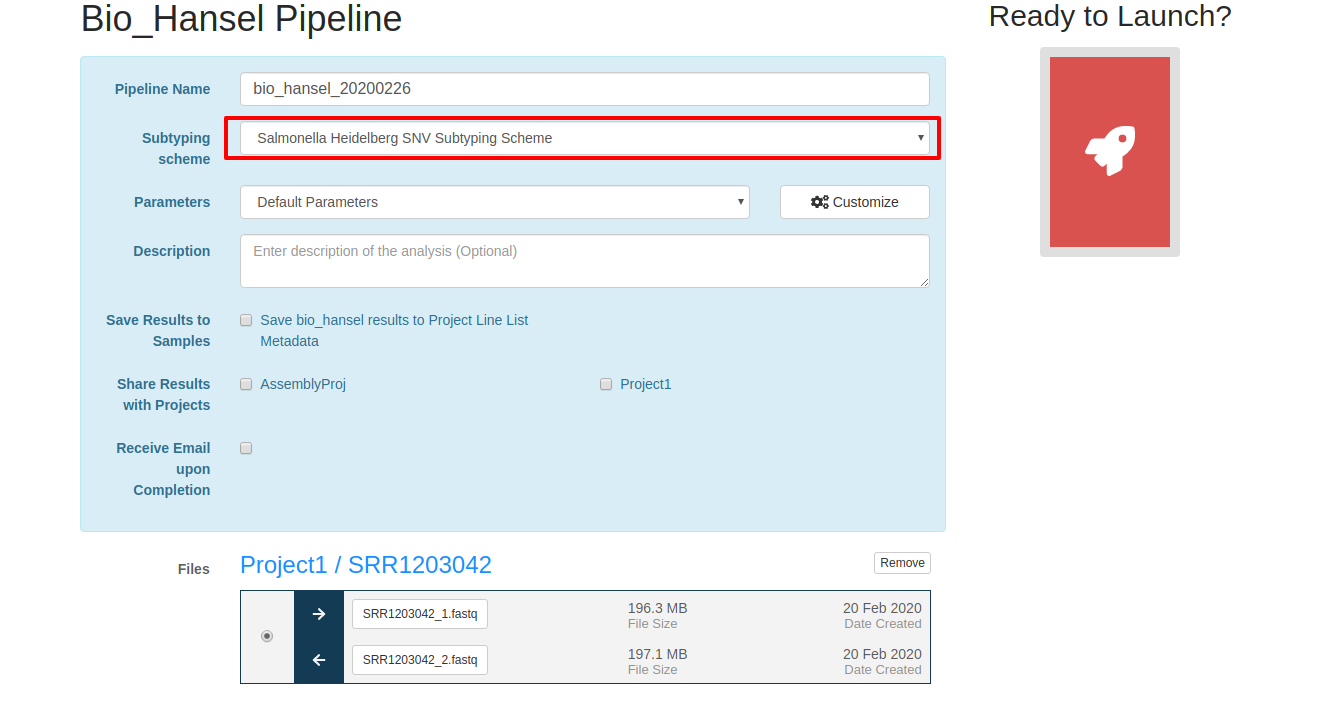 Bio_Hansel Pipeline
Ready to Launch?
Pipeline Name
bio_hansel_20200226
Subtyping
scheme
Salmonella Heidelberg SNV Subtyping Scheme
Parameters
Default Parameters
Customize
Description
Enter description of the analysis (Optional)
Save Results to
Samples
Save bio_hansel results to Project Line List
Metadata
Share Results
with Projects
AssemblyProj
Project1
Receive Email
upon
Completion
Files
Project1 / SRR1203042
Remove
SRR1203042_1.fastq
196.3 MB
File Size
20 Feb 2020
Date Created
SRR1203042_2.fastq
197.1 MB
File Size
20 Feb 2020
Date Created